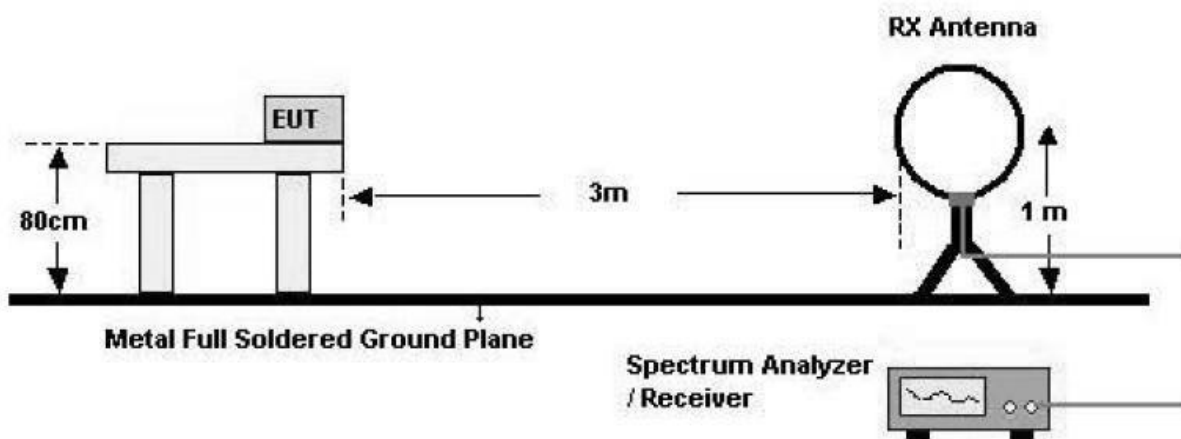 RX Antenna
EUT
80cm
3m
1 m
Metal Full Soldered Ground Plane
Spectrum Analyzer
/ Receiver